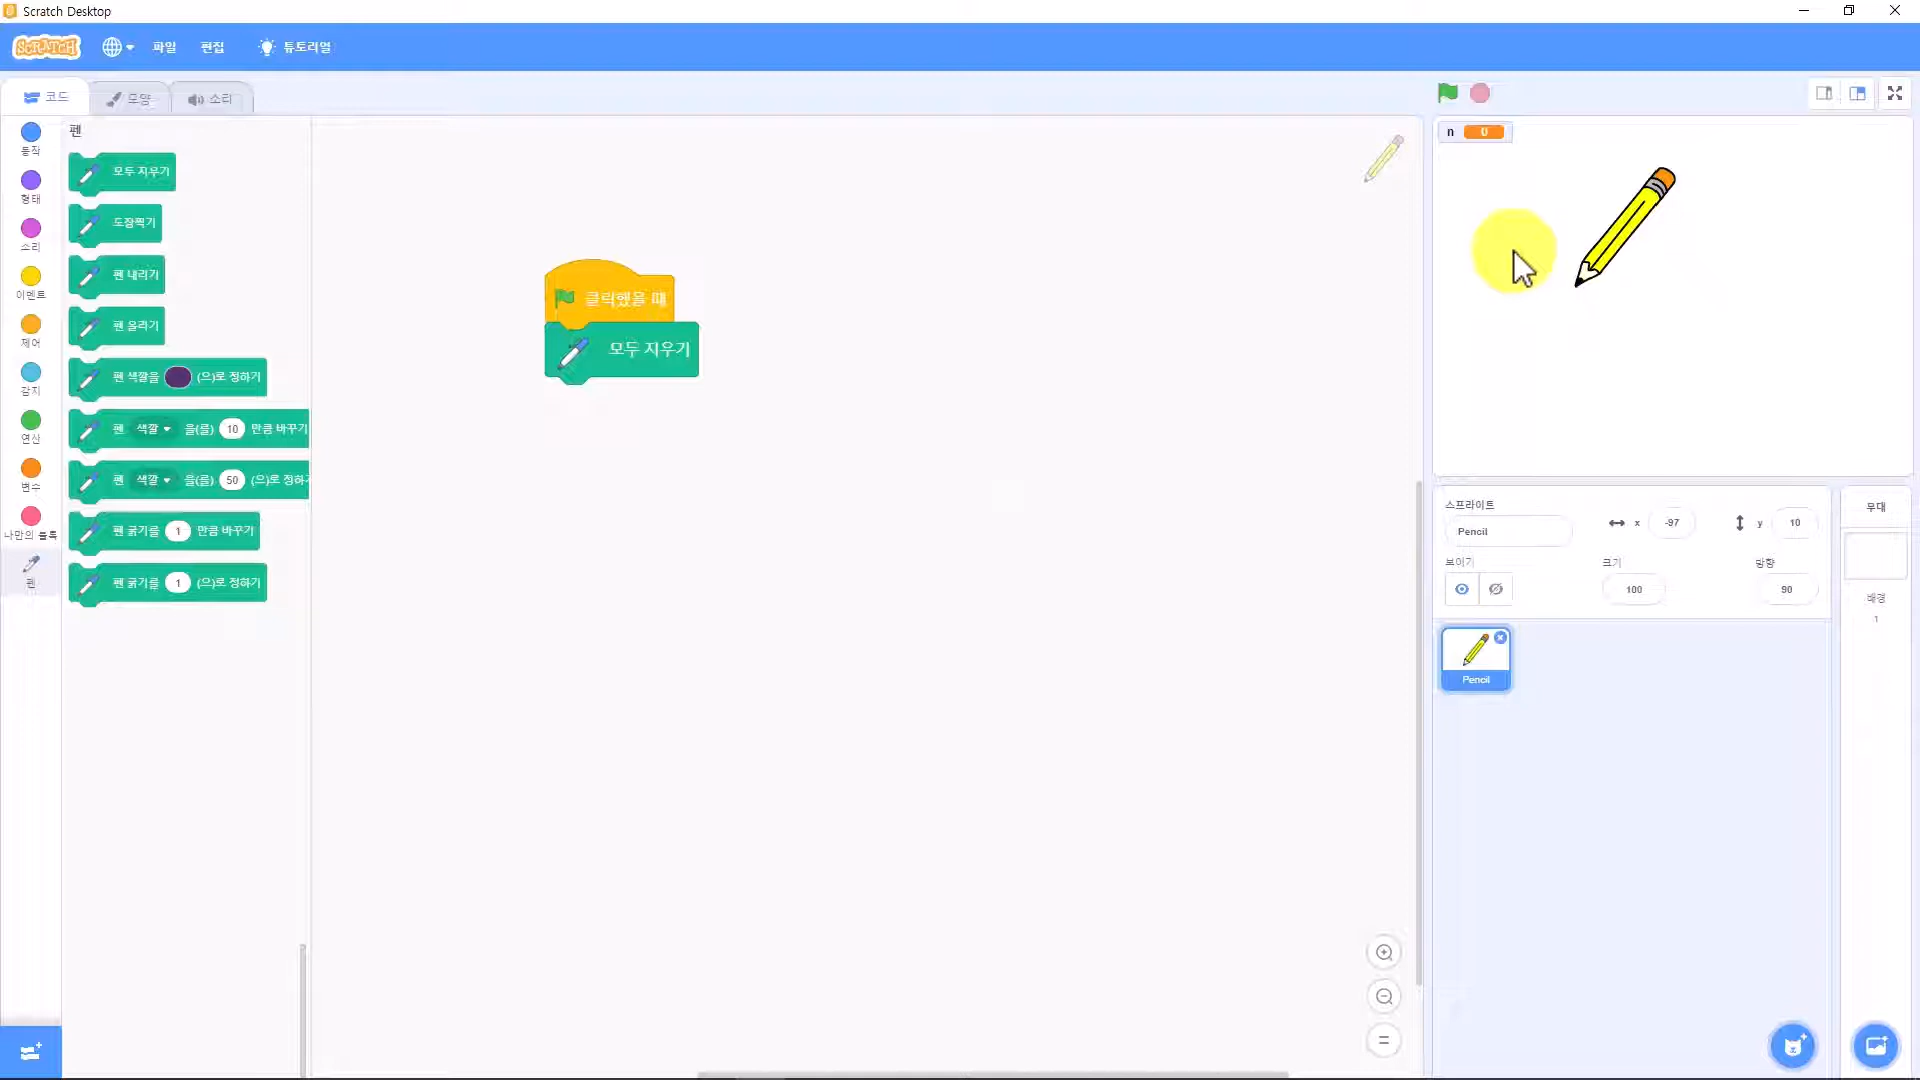 Scratch Desktop
SCRATCH
파일
편집
튜토리얼
코드
모양
소리
펜
동작
형태
소리
이벤트
제어
감지
연산
변수
나만의 블록
펜
모두 지우기
도장찍기
펜 내리기
펜 올리기
펜 색깔을 (으)로 정하기
펜 색깔 을(를) 10 만큼 바꾸기
펜 색깔 을(를) 50 (으)로 정하기
펜 굵기를 1 만큼 바꾸기
펜 굵기를 1 (으)로 정하기
클릭했을 때
모두 지우기
n 0
스프라이트
Pencil
x -97
y 10
보이기
크기
100
방향
90
Pencil
무대
배경
1